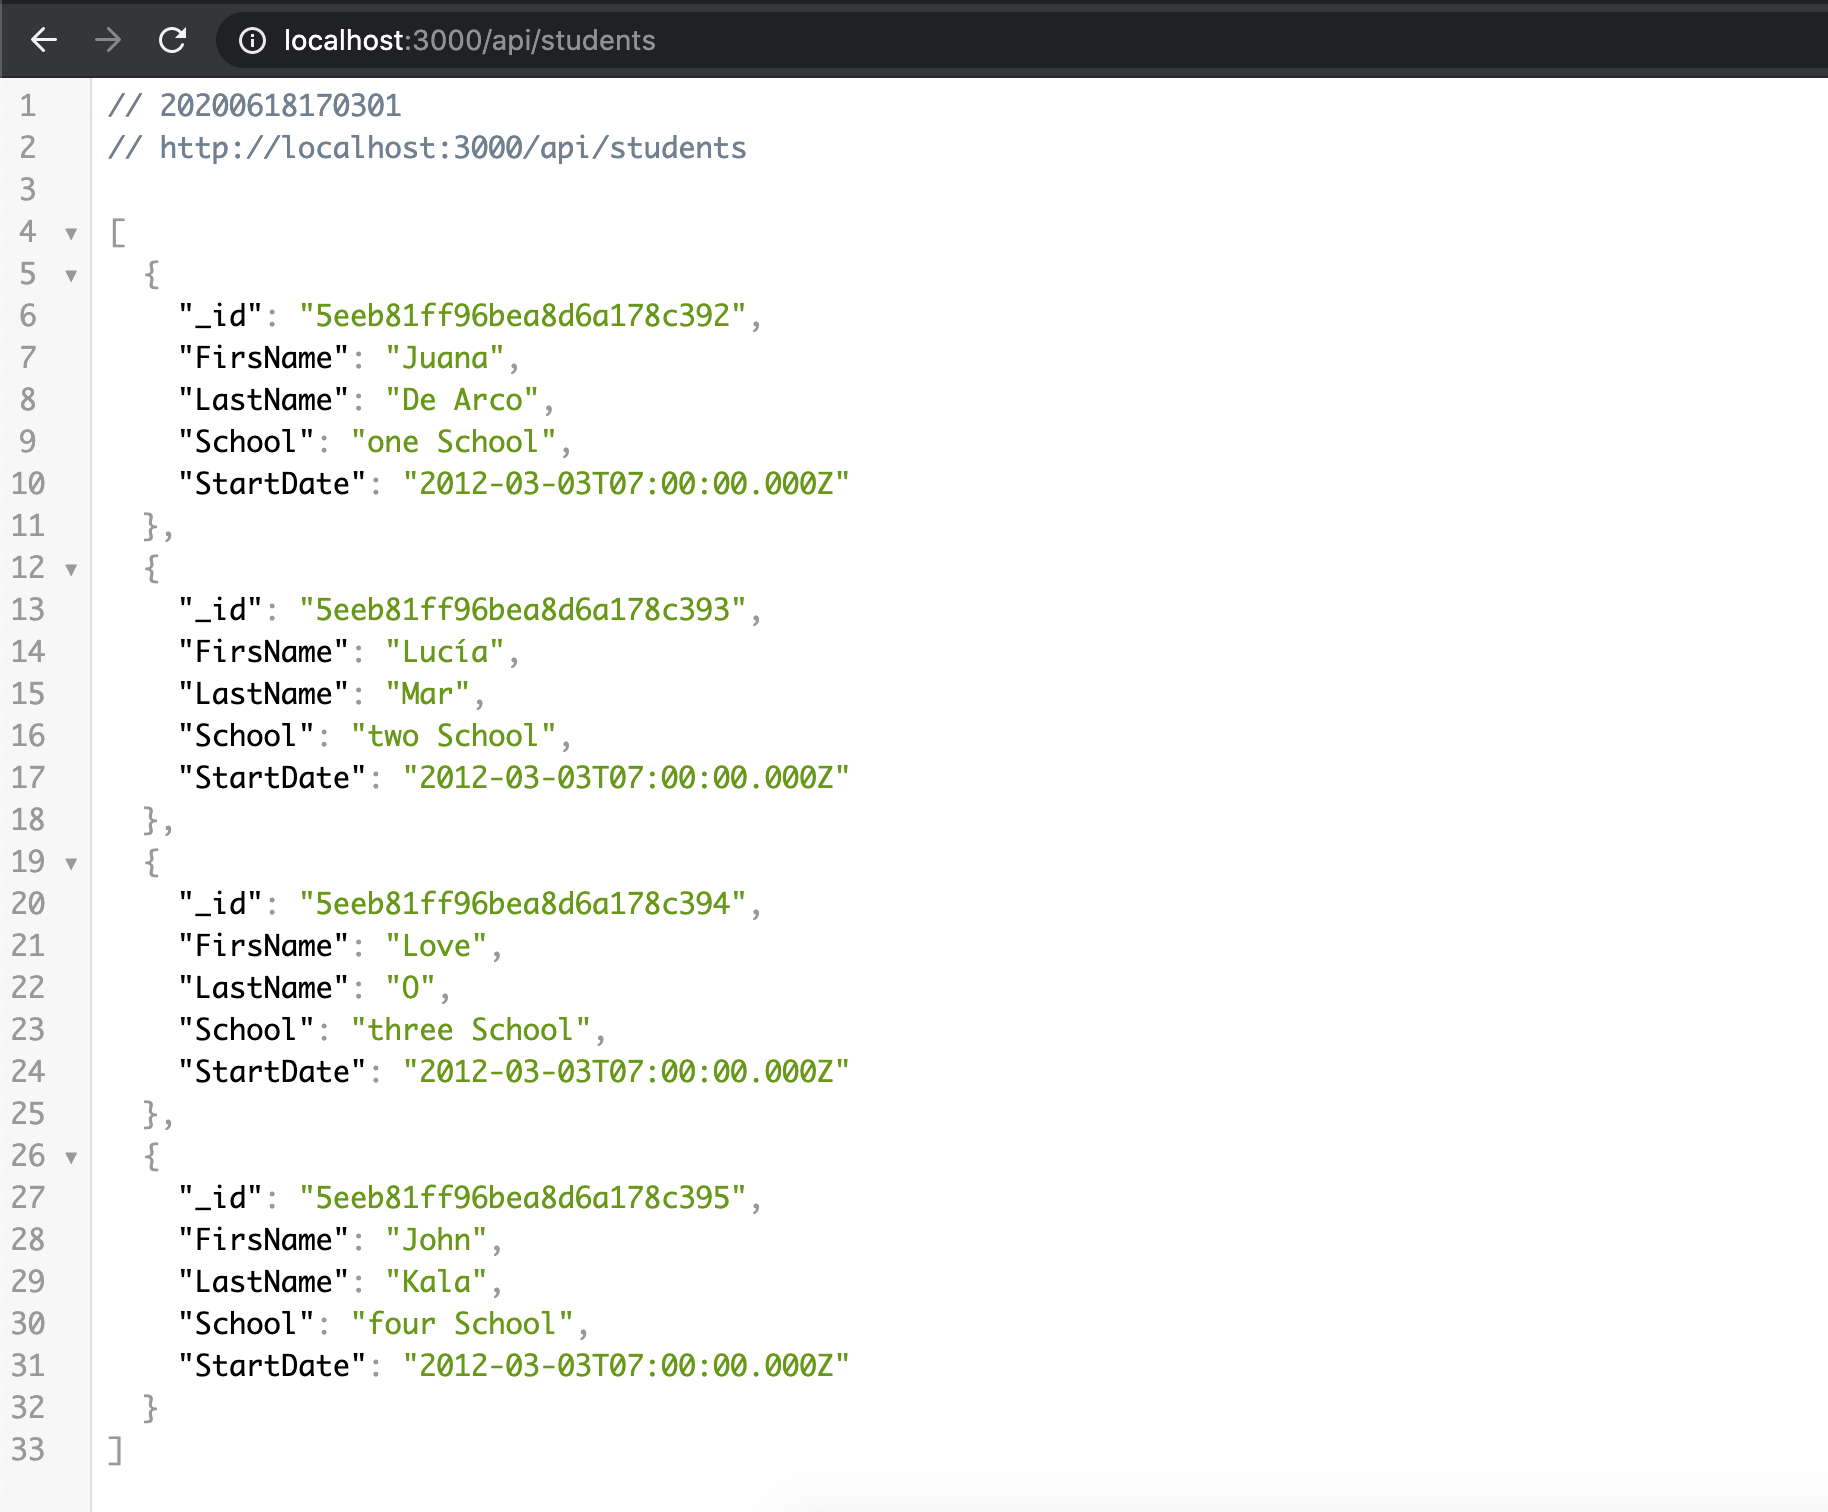 localhost:3000/api/students
1 // 20200618170301
2 // http://localhost:3000/api/students
3
4 [
5 {
6 "_id": "5eeb81ff96bea8d6a178c392",
7 "FirsName": "Juana",
8 "LastName": "De Arco",
9 "School": "one School",
10 "StartDate": "2012-03-03T07:00:00.000Z"
11 },
12 {
13 "_id": "5eeb81ff96bea8d6a178c393",
14 "FirsName": "Lucía",
15 "LastName": "Mar",
16 "School": "two School",
17 "StartDate": "2012-03-03T07:00:00.000Z"
18 },
19 {
20 "_id": "5eeb81ff96bea8d6a178c394",
21 "FirsName": "Love",
22 "LastName": "O",
23 "School": "three School",
24 "StartDate": "2012-03-03T07:00:00.000Z"
25 },
26 {
27 "_id": "5eeb81ff96bea8d6a178c395",
28 "FirsName": "John",
29 "LastName": "Kala",
30 "School": "four School",
31 "StartDate": "2012-03-03T07:00:00.000Z"
32 }
33 ]